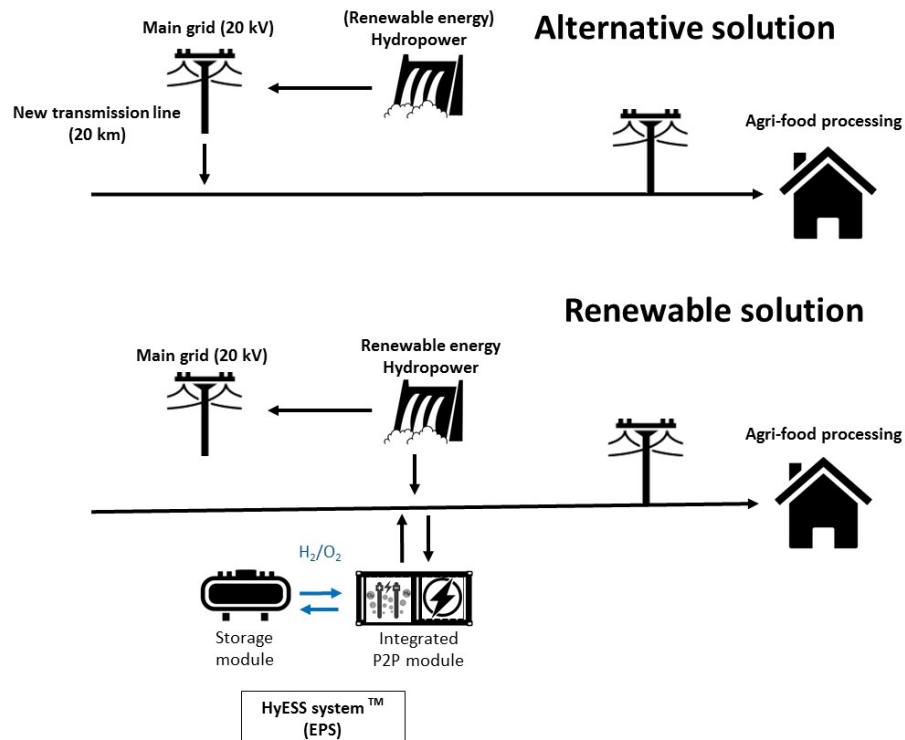 Alternative solution
(Renewable energy)
Hydropower
Main grid (20 kV)
New transmission line
(20 km)
Agri-food processing
Renewable solution
Main grid (20 kV)
Renewable energy
Hydropower
Agri-food processing
H₂/O₂
Storage
module
Integrated
P2P module
HyESS system ™
(EPS)